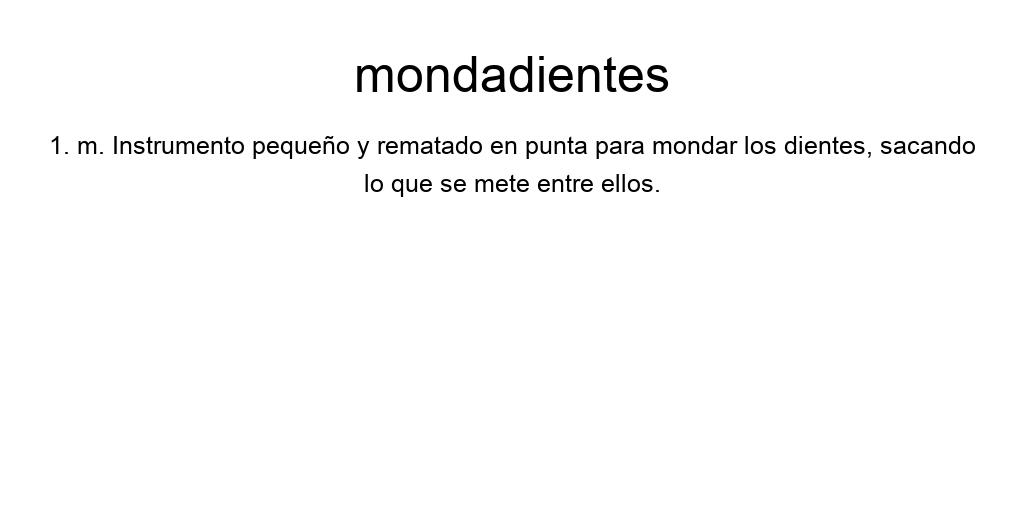 mondadientes
1. m. Instrumento pequeño y rematado en punta para mondar los dientes, sacando
lo que se mete entre ellos.